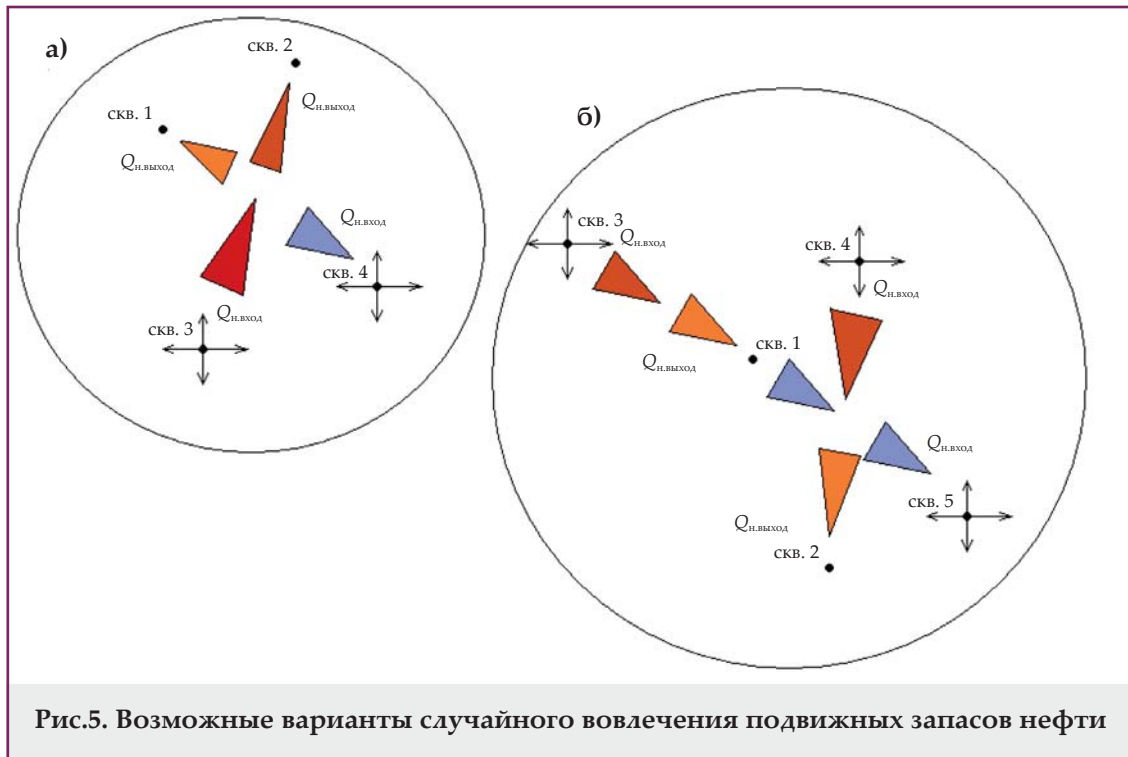 а)
скв. 2
Qн.выход
скв. 1
Qн.выход
Qн.вход
скв. 4
Qн.вход
скв. 3
б)
скв. 3
Qн.вход
скв. 4
Qн.вход
скв. 1
Qн.выход
Qн.вход
скв. 5
Qн.выход
скв. 2
Рис.5. Возможные варианты случайного вовлечения подвижных запасов нефти